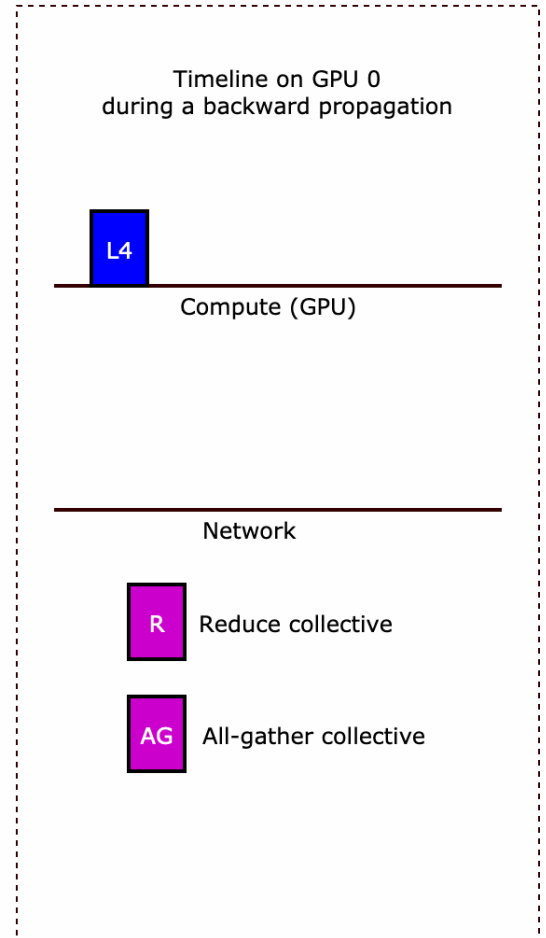 Timeline on GPU 0
during a backward propagation
L4
Compute (GPU)
Network
R Reduce collective
AG All-gather collective